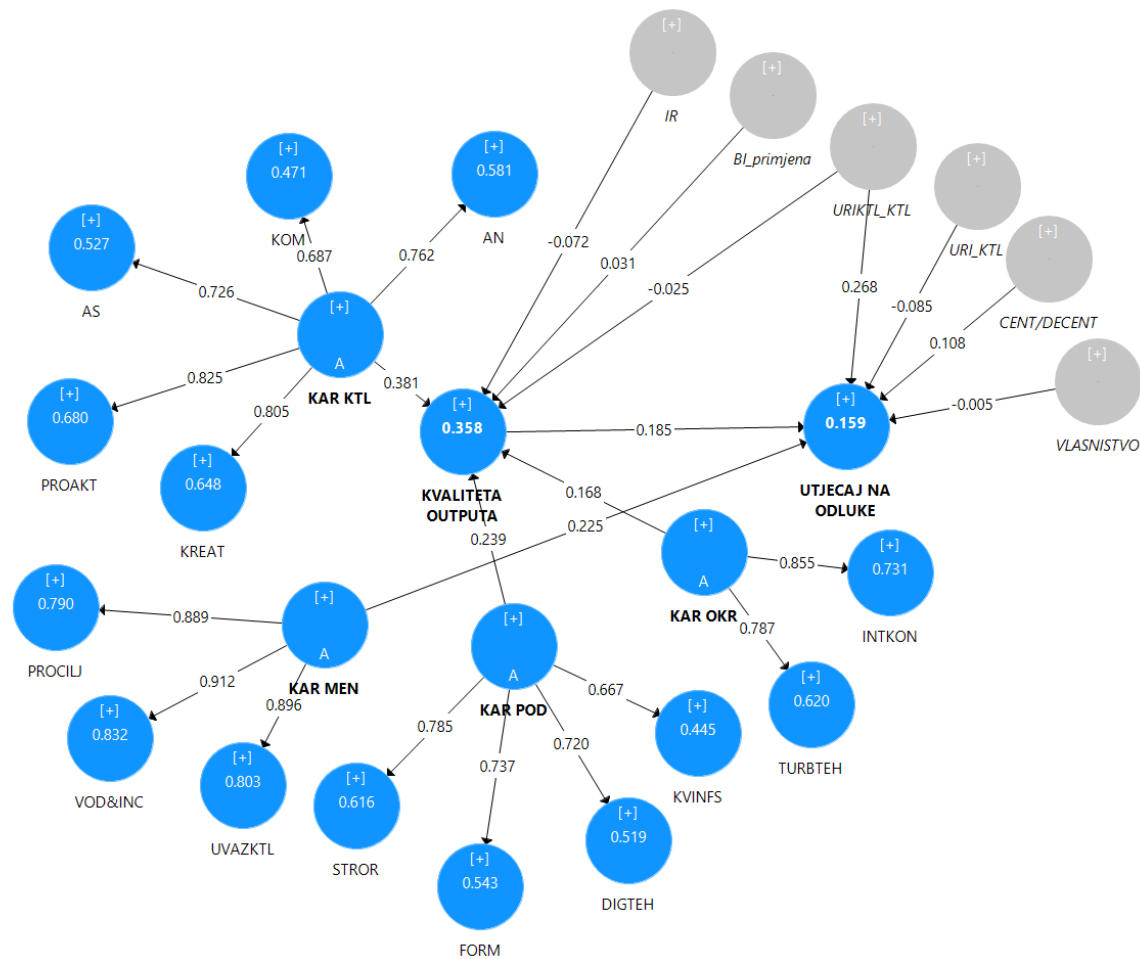 [+]
IR
[+]
BI_primjena
[+]
URIKTL_KTL
[+]
URI_KTL
[+]
CENT/DECENT
[+]
VLASNISTVO
[+]
0.471
KOM
[+]
0.581
AN
[+]
0.527
AS
0.687
0.762
0.726
-0.072
0.031
-0.025
0.268
-0.085
0.108
-0.005
[+]
A
KAR KTL
0.825
0.805
0.381
[+]
0.680
PROAKT
[+]
0.648
KREAT
[+]
0.358
KVALITETA
OUTPUTA
0.185
[+]
0.159
UTJECAJ NA
ODLUKE
0.168
0.225
0.239
[+]
A
KAR OKR
0.855
0.787
[+]
0.731
INTKON
[+]
0.620
TURBTEH
[+]
0.790
PROCILJ
0.889
[+]
A
KAR MEN
0.912
0.896
[+]
0.832
VOD&INC
[+]
0.803
UVAZKTL
[+]
A
KAR POD
0.785
0.737
0.720
0.667
[+]
0.445
KVINFS
[+]
0.616
STROR
[+]
0.543
FORM
[+]
0.519
DIGTEH